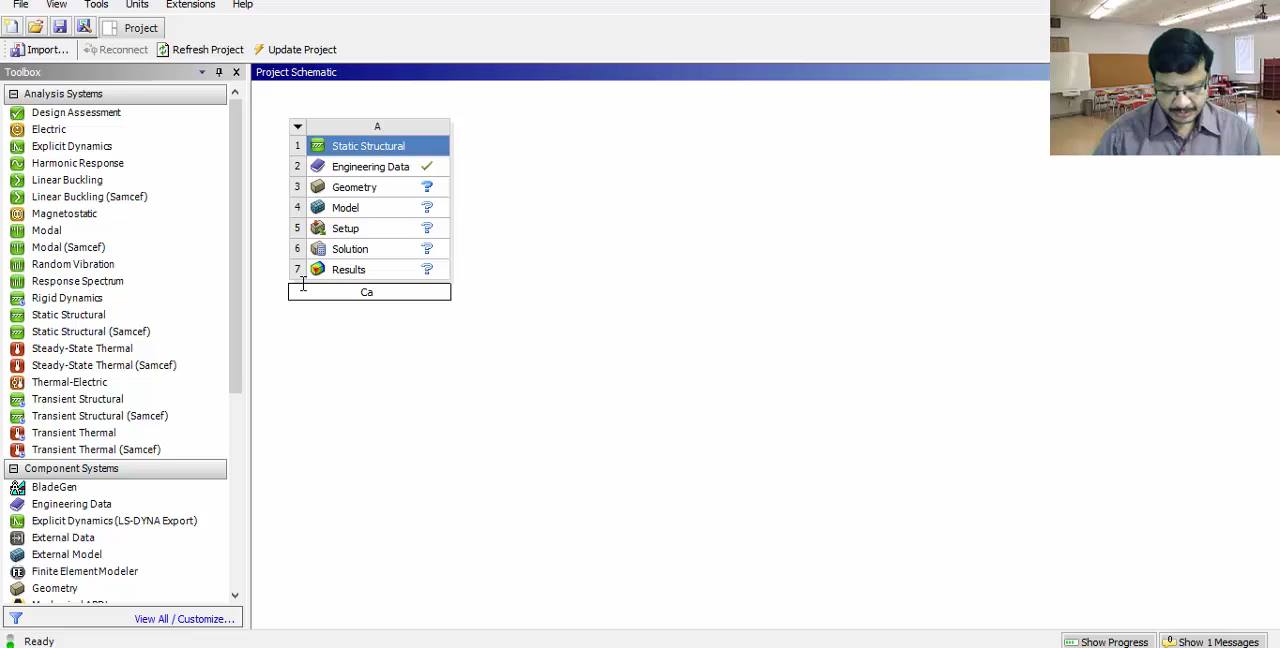 File View Tools Units Extensions Help
Project
Import... Reconnect Refresh Project Update Project
Toolbox
Project Schematic
Analysis Systems
Design Assessment
Electric
Explicit Dynamics
Harmonic Response
Linear Buckling
Linear Buckling (Samcef)
Magnetostatic
Modal
Modal (Samcef)
Random Vibration
Response Spectrum
Rigid Dynamics
Static Structural
Static Structural (Samcef)
Steady-State Thermal
Steady-State Thermal (Samcef)
Thermal-Electric
Transient Structural
Transient Structural (Samcef)
Transient Thermal
Transient Thermal (Samcef)
Component Systems
BladeGen
Engineering Data
Explicit Dynamics (LS-DYNA Export)
External Data
External Model
Finite Element Modeler
Geometry
View All / Customize...
A
1 Static Structural
2 Engineering Data
3 Geometry ?
4 Model ?
5 Setup ?
6 Solution ?
7 Results ?
Ca
Ready
Show Progress
Show 1 Messages